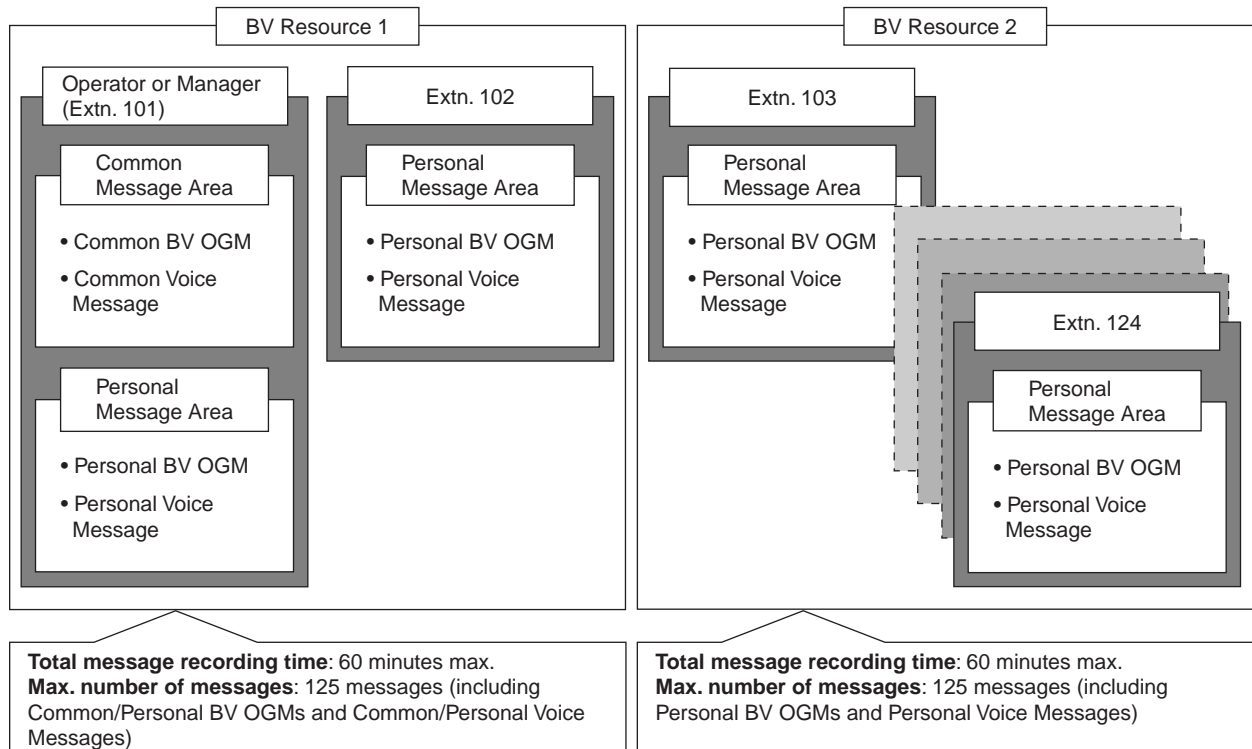 BV Resource 1
Operator or Manager
(Extn. 101)
Common
Message Area
• Common BV OGM
• Common Voice
Message
Personal
Message Area
• Personal BV OGM
• Personal Voice
Message
Extn. 102
Personal
Message Area
• Personal BV OGM
• Personal Voice
Message
Total message recording time: 60 minutes max.
Max. number of messages: 125 messages (including
Common/Personal BV OGMs and Common/Personal Voice
Messages)
BV Resource 2
Extn. 103
Personal
Message Area
• Personal BV OGM
• Personal Voice
Message
Extn. 124
Personal
Message Area
• Personal BV OGM
• Personal Voice
Message
Total message recording time: 60 minutes max.
Max. number of messages: 125 messages (including
Personal BV OGMs and Personal Voice Messages)